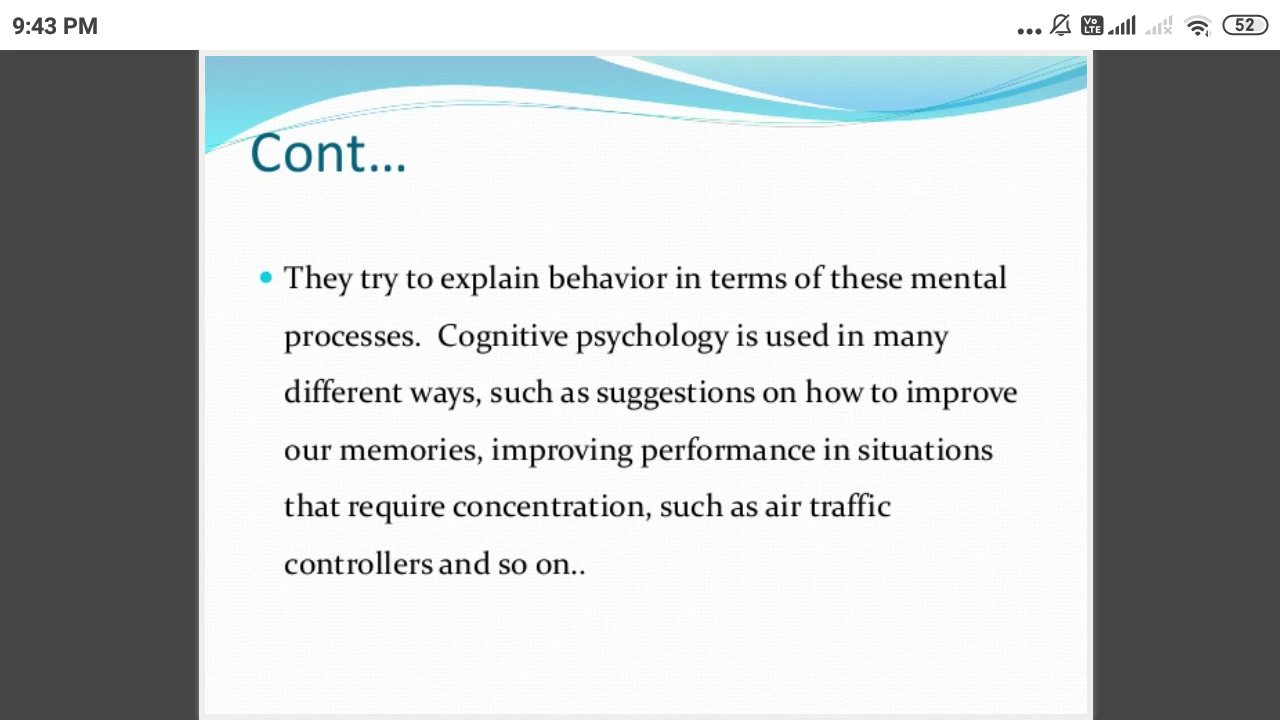 9:43 PM
Vo LTE
52
Cont...
• They try to explain behavior in terms of these mental
processes.  Cognitive psychology is used in many
different ways, such as suggestions on how to improve
our memories, improving performance in situations
that require concentration, such as air traffic
controllers and so on..